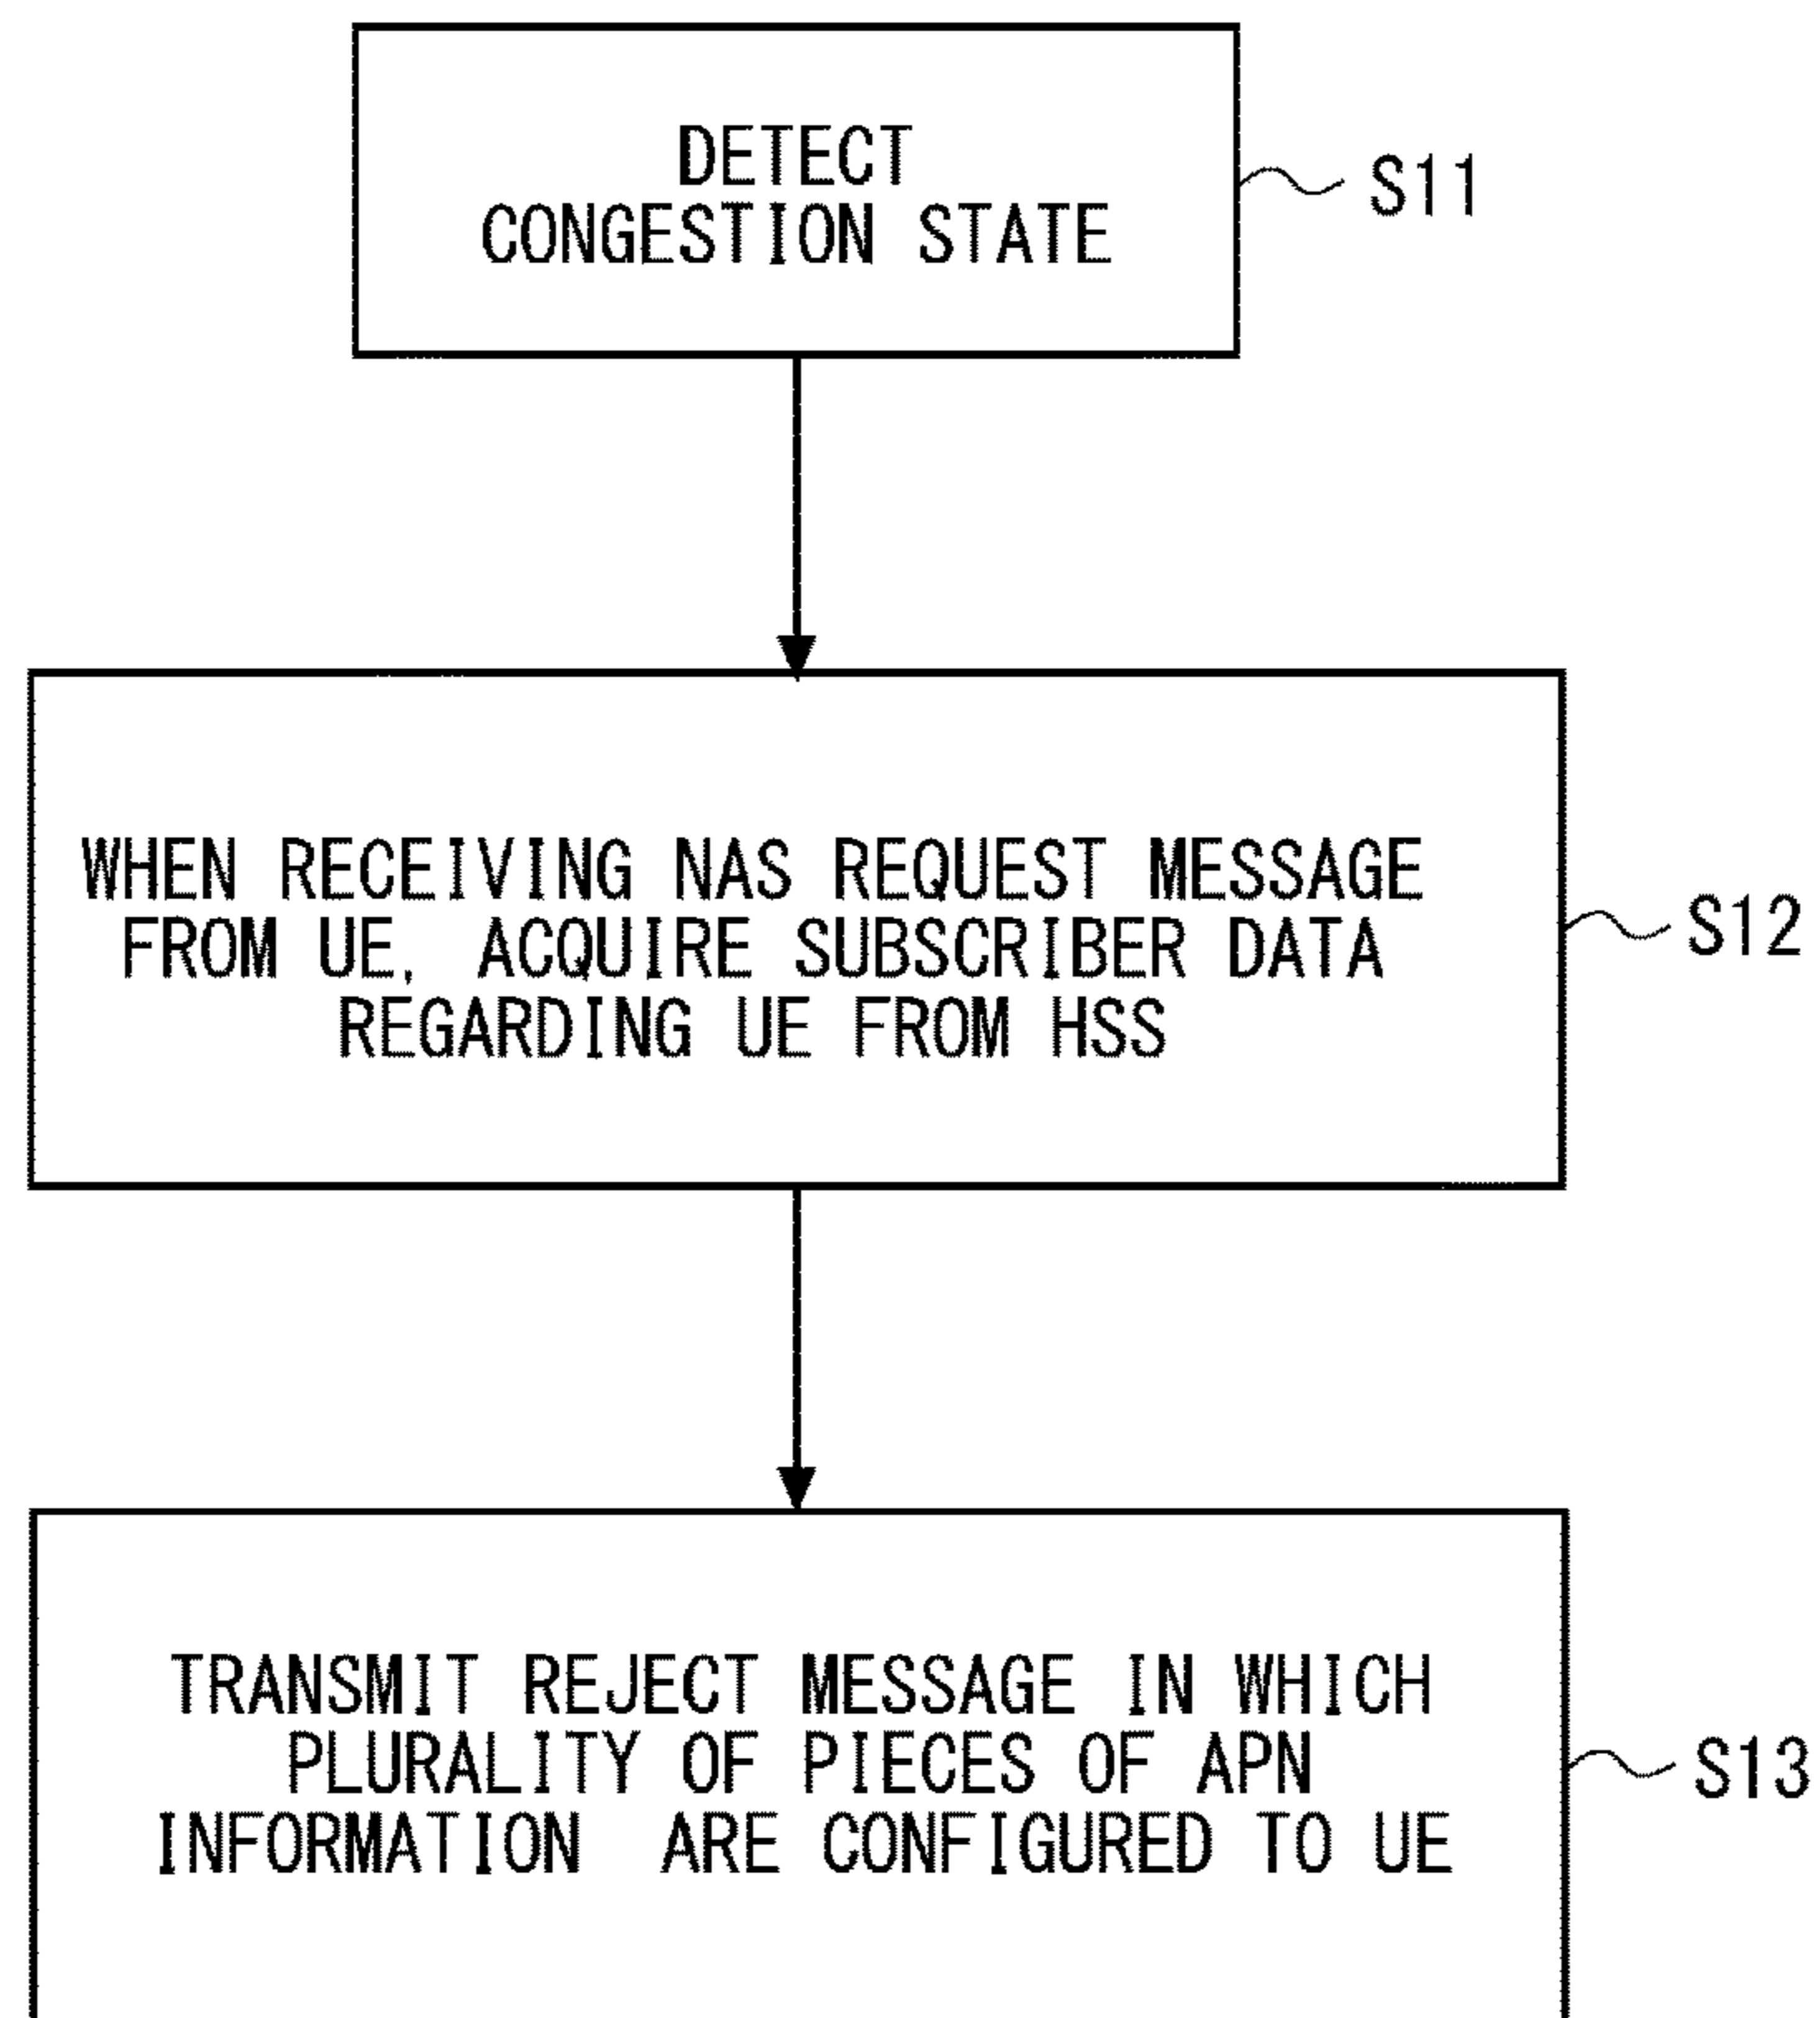 DETECT
CONGESTION STATE
S11
WHEN RECEIVING NAS REQUEST MESSAGE
FROM UE, ACQUIRE SUBSCRIBER DATA
REGARDING UE FROM HSS
S12
TRANSMIT REJECT MESSAGE IN WHICH
PLURALITY OF PIECES OF APN
INFORMATION ARE CONFIGURED TO UE
S13